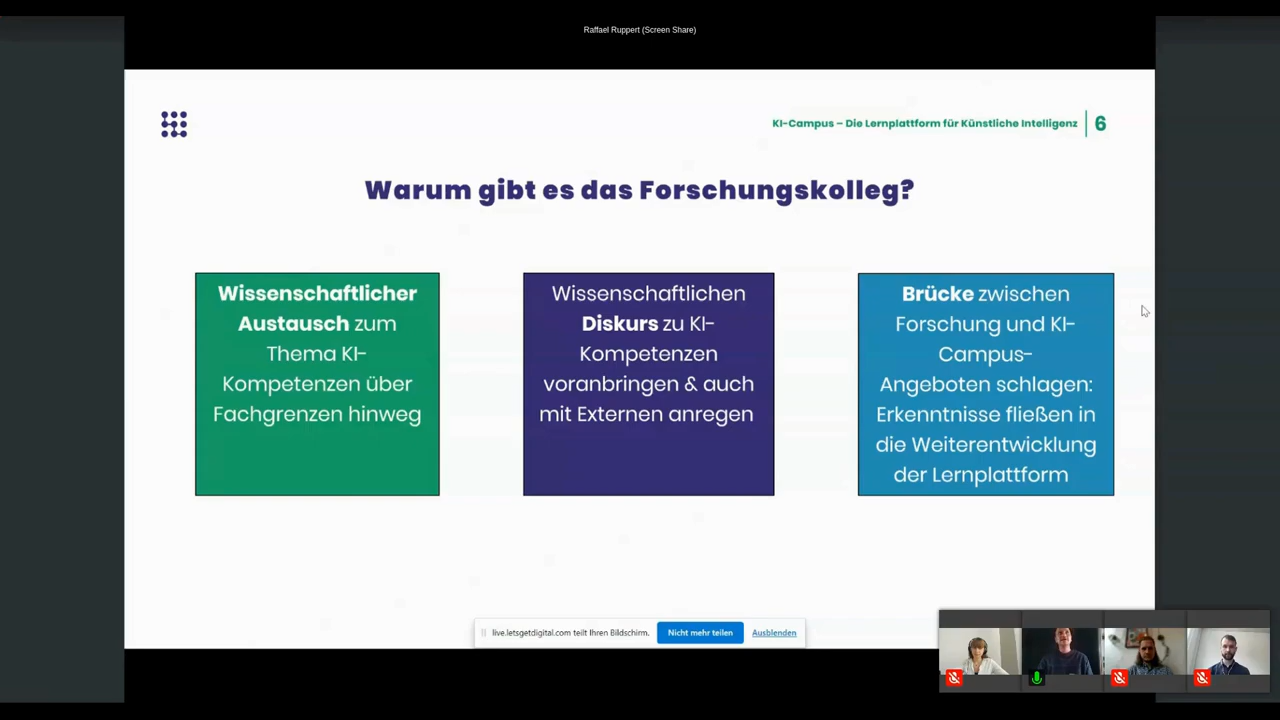 Raffael Ruppert (Screen Share)
KI-Campus – Die Lernplattform für Künstliche Intelligenz
6
Warum gibt es das Forschungskolleg?
Wissenschaftlicher
Austausch zum
Thema KI-
Kompetenzen über
Fachgrenzen hinweg
Wissenschaftlichen
Diskurs zu KI-
Kompetenzen
voranbringen & auch
mit Externen anregen
Brücke zwischen
Forschung und KI-
Campus-
Angeboten schlagen:
Erkenntnisse fließen in
die Weiterentwicklung
der Lernplattform
live.letsgetdigital.com teilt Ihren Bildschirm.
Nicht mehr teilen
Ausblenden